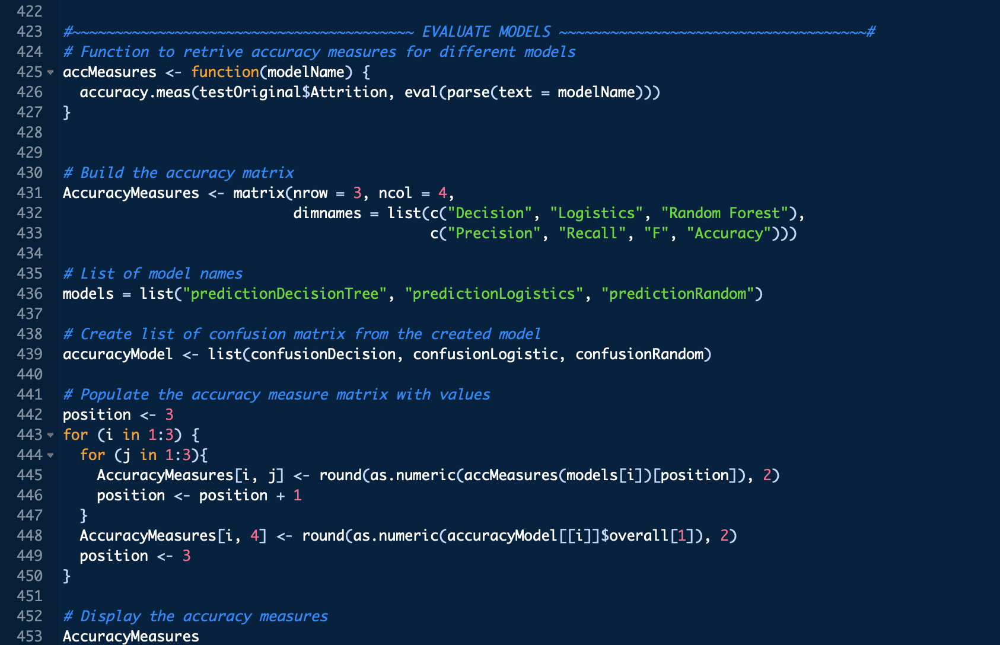 422
423 #~~~~~~~~~~~~~~~~~~~~~~~~~~~~~~~~~~~~~~~~ EVALUATE MODELS ~~~~~~~~~~~~~~~~~~~~~~~~~~~~~~~~~~~~#
424 # Function to retrive accuracy measures for different models
425 accMeasures <- function(modelName) {
426   accuracy.meas(testOriginal$Attrition, eval(parse(text = modelName)))
427 }
428
429
430 # Build the accuracy matrix
431 AccuracyMeasures <- matrix(nrow = 3, ncol = 4,
432                            dimnames = list(c("Decision", "Logistics", "Random Forest"),
433                                            c("Precision", "Recall", "F", "Accuracy")))
434
435 # List of model names
436 models = list("predictionDecisionTree", "predictionLogistics", "predictionRandom")
437
438 # Create list of confusion matrix from the created model
439 accuracyModel <- list(confusionDecision, confusionLogistic, confusionRandom)
440
441 # Populate the accuracy measure matrix with values
442 position <- 3
443 for (i in 1:3) {
444   for (j in 1:3){
445     AccuracyMeasures[i, j] <- round(as.numeric(accMeasures(models[i])[position]), 2)
446     position <- position + 1
447   }
448   AccuracyMeasures[i, 4] <- round(as.numeric(accuracyModel[[i]]$overall[1]), 2)
449   position <- 3
450 }
451
452 # Display the accuracy measures
453 AccuracyMeasures